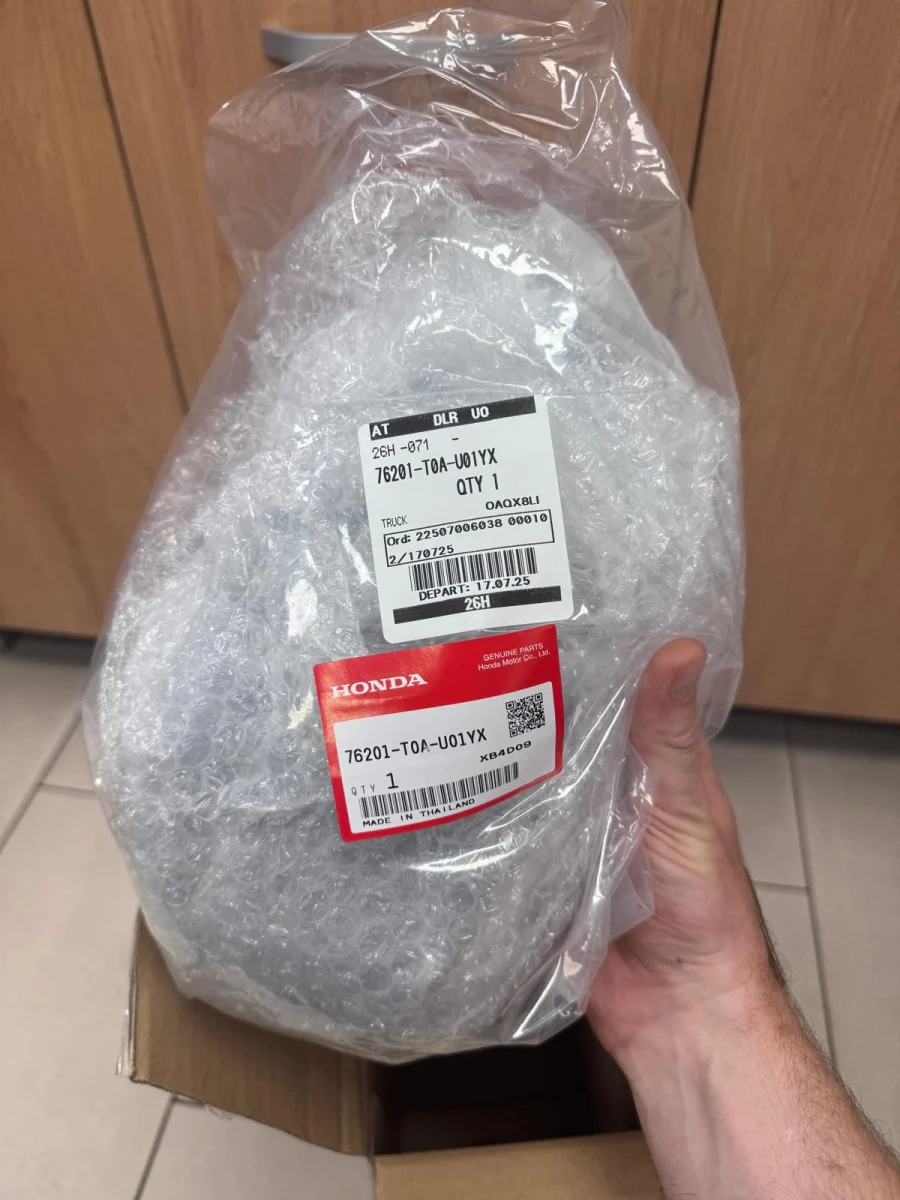 AT DLR UO
26H -071 -
76201-T0A-U01YX
QTY 1
OAQX8LI
TRUCK
Ord: 22507006038 00010
2/170725
DEPART: 17.07.25
26H
GENUINE PARTS
Honda Motor Co., Ltd.
HONDA
76201-T0A-U01YX
XB4D09
QTY 1
MADE IN THAILAND